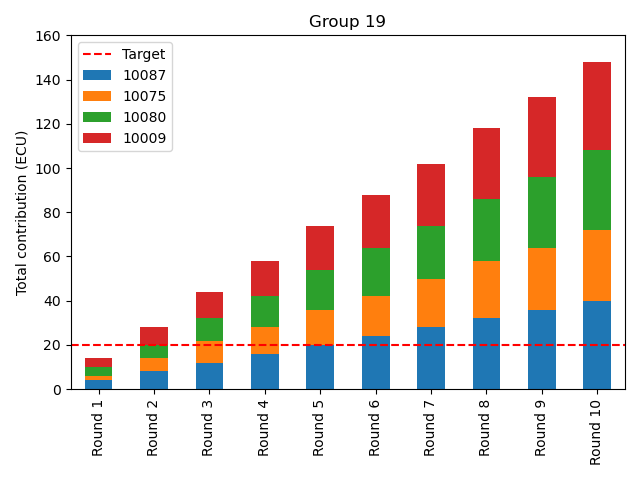 Group 19
Total contribution (ECU)
160
140
120
100
80
60
40
20
0
Target
10087
10075
10080
10009
Round 1
Round 2
Round 3
Round 4
Round 5
Round 6
Round 7
Round 8
Round 9
Round 10